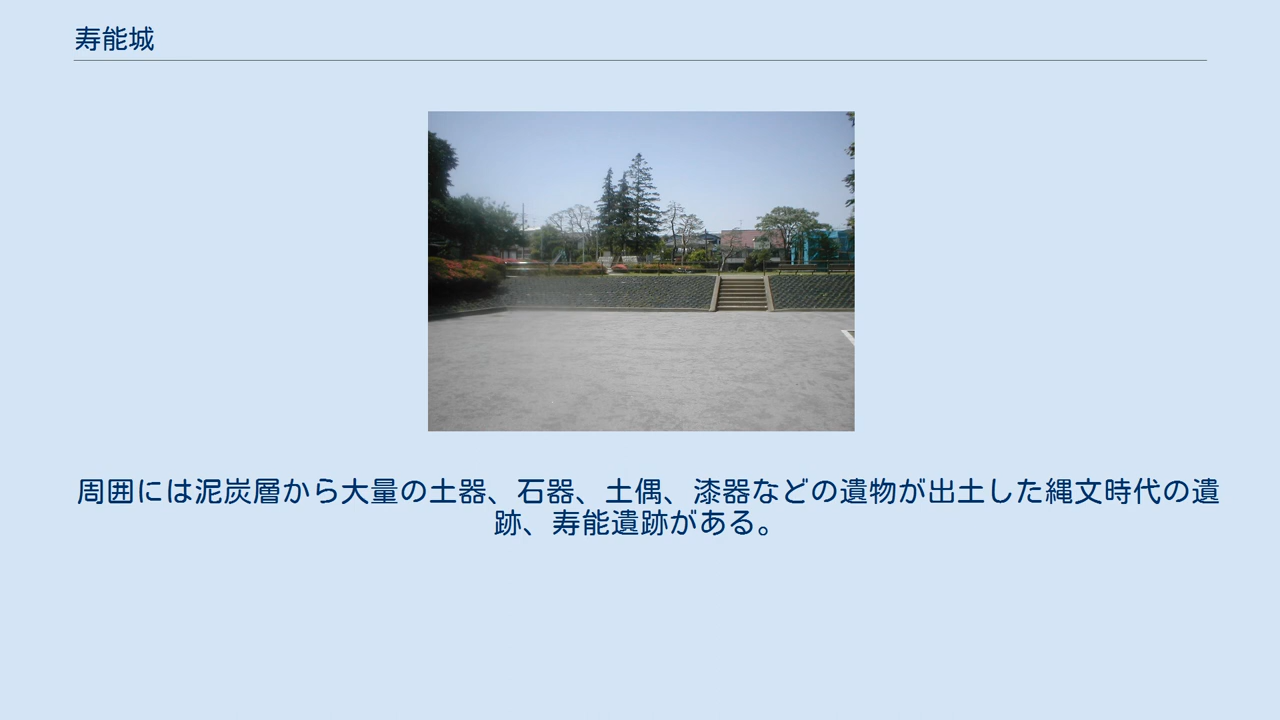 寿能城
周囲には泥炭層から大量の土器、石器、土偶、漆器などの遺物が出土した縄文時代の遺
跡、寿能遺跡がある。